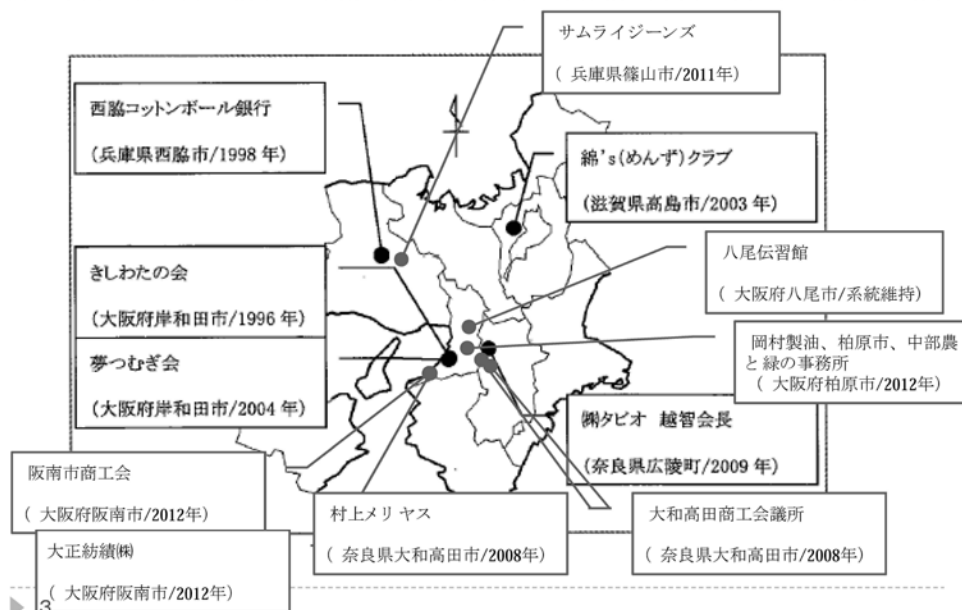 サムライジーンズ
( 兵庫県篠山市/2011年)
西脇コットンボール銀行
(兵庫県西脇市/1998 年)
綿's(めんず)クラブ
(滋賀県高島市/2003 年)
八尾伝習館
( 大阪府八尾市/系統維持)
きしわたの会
(大阪府岸和田市/1996 年)
岡村製油、柏原市、中部農
と緑の事務所
( 大阪府柏原市/2012年)
夢つむぎ会
(大阪府岸和田市/2004 年)
㈱タビオ 越智会長
(奈良県広陵町/2009 年)
阪南市商工会
( 大阪府阪南市/2012年)
村上メリヤス
( 奈良県大和高田市/2008年)
大和高田商工会議所
( 奈良県大和高田市/2008年)
大正紡績㈱
( 大阪府阪南市/2012年)
3